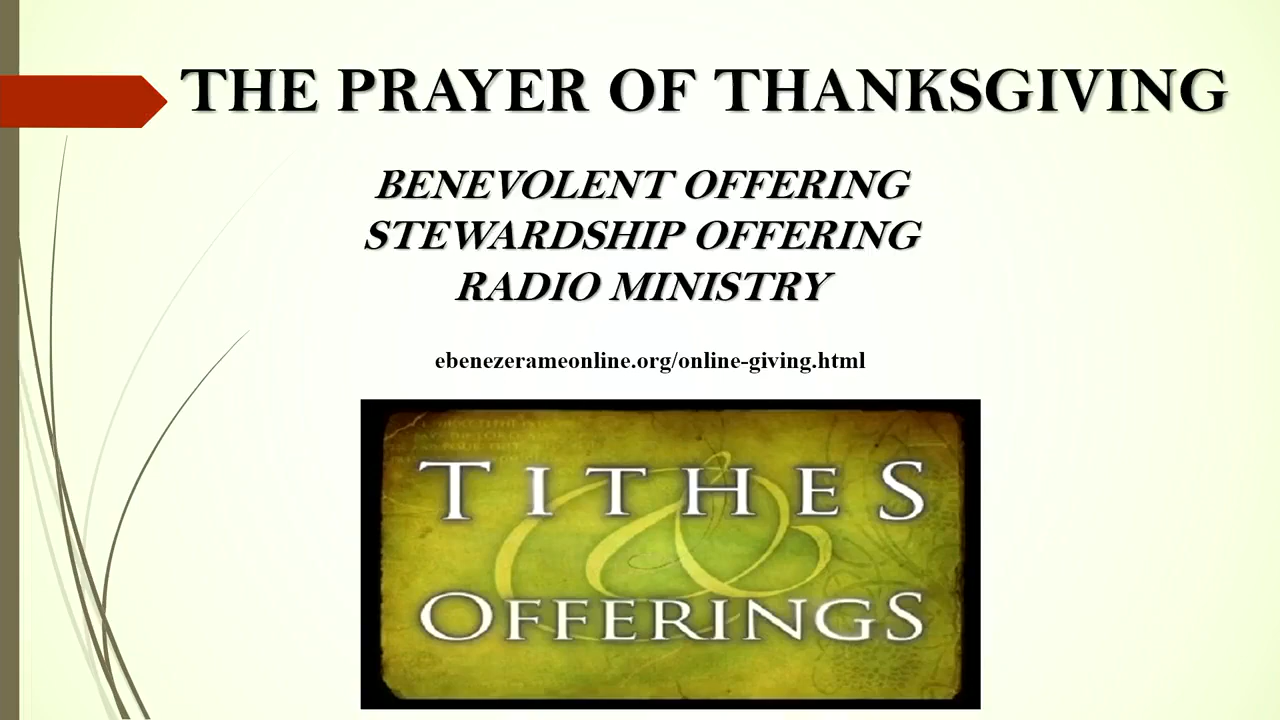 THE PRAYER OF THANKSGIVING
BENEVOLENT OFFERING
STEWARDSHIP OFFERING
RADIO MINISTRY
ebenezerameonline.org/online-giving.html
TITHES
&
OFFERINGS